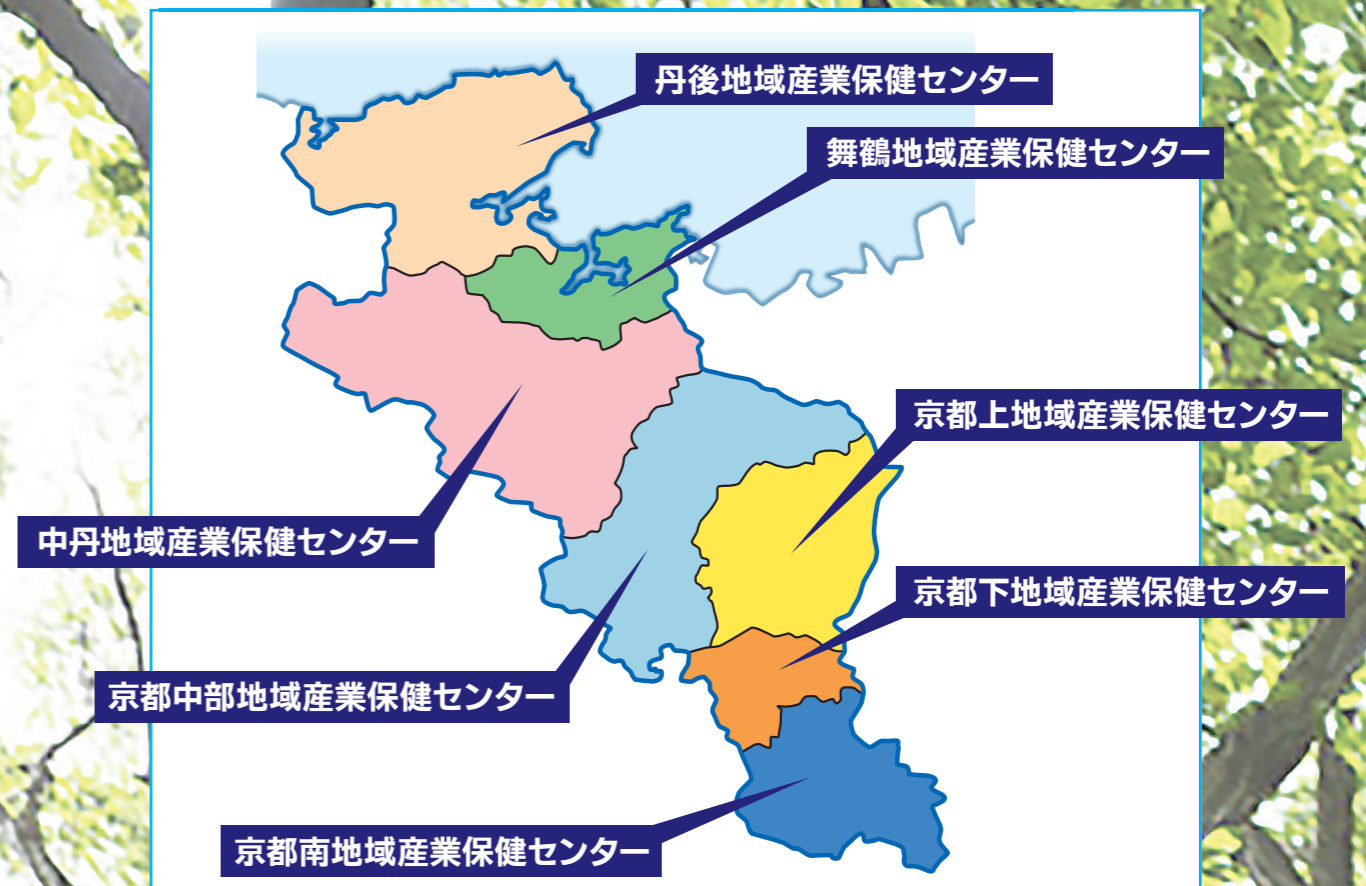 丹後地域産業保健センター
舞鶴地域産業保健センター
京都上地域産業保健センター
中丹地域産業保健センター
京都下地域産業保健センター
京都中部地域産業保健センター
京都南地域産業保健センター